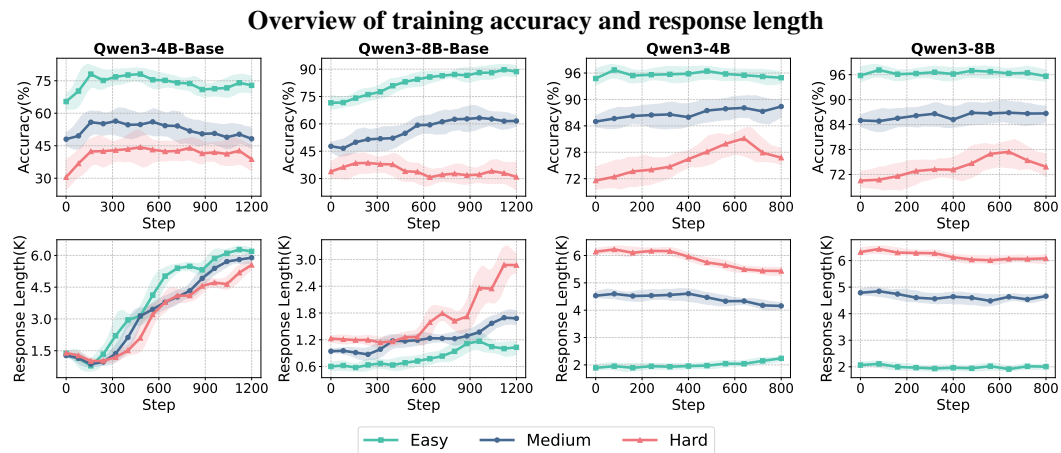 Overview of training accuracy and response length
Qwen3-4B-Base
Qwen3-8B-Base
Qwen3-4B
Qwen3-8B
Accuracy(%)
75
60
45
30
0 300 600 900 1200
Step
Accuracy(%)
90
75
60
45
30
0 300 600 900 1200
Step
Accuracy(%)
96
90
84
78
72
0 200 400 600 800
Step
Accuracy(%)
96
90
84
78
72
0 200 400 600 800
Step
Response Length(K)
6.0
4.5
3.0
1.5
0 300 600 900 1200
Step
Response Length(K)
3.0
2.4
1.8
1.2
0.6
0 300 600 900 1200
Step
Response Length(K)
6
5
4
3
2
0 200 400 600 800
Step
Response Length(K)
6
5
4
3
2
0 200 400 600 800
Step
Easy Medium Hard